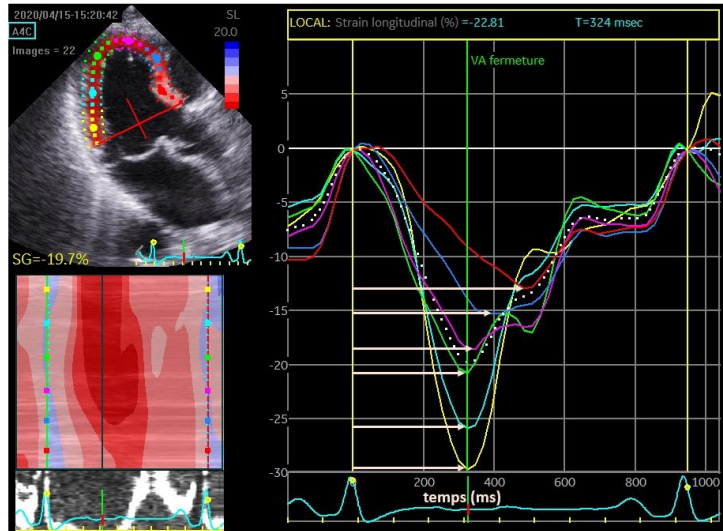 2020/04/15-15:20:42
A4C
Images = 22
SL
20.0
SG=-19.7%
LOCAL: Strain longitudinal (%) =-22.81 T=324 msec
VA fermeture
5
0
-5
-10
-15
-20
-25
-30
temps (ms)
0 200 400 600 800 1000